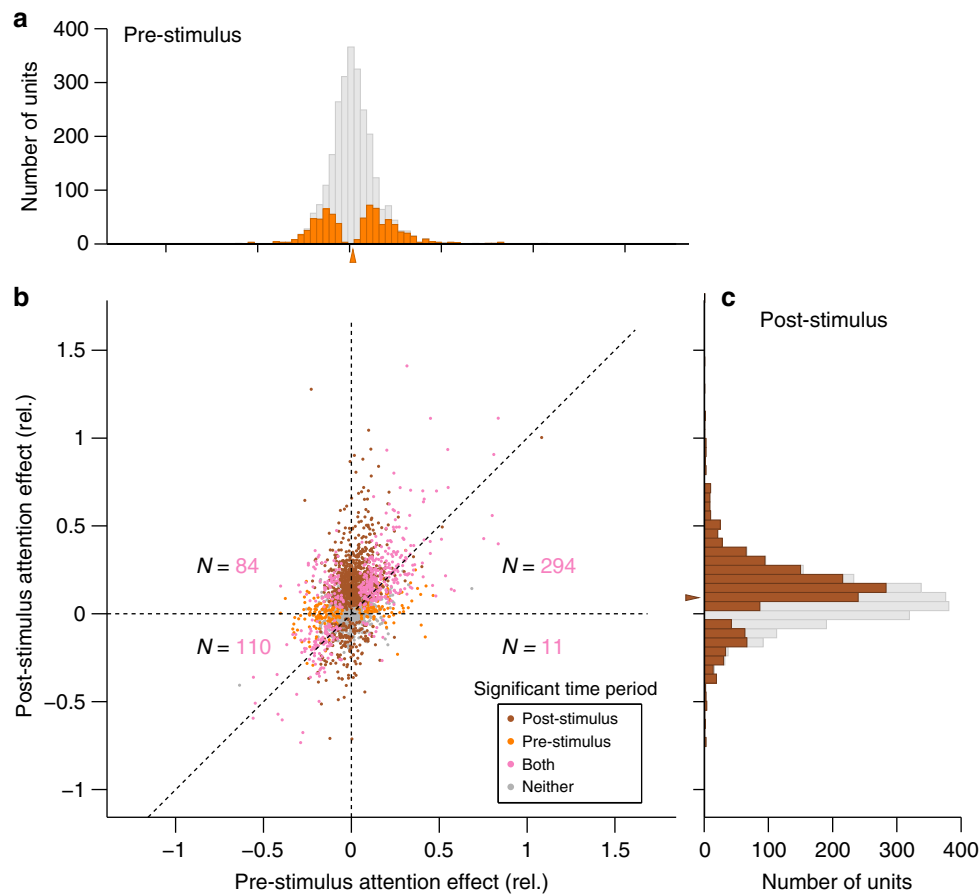 a
Pre-stimulus
Number of units
400
300
200
100
0
b
Post-stimulus attention effect (rel.)
1.5
1
0.5
0
−0.5
−1
N = 84
N = 294
N = 110
N = 11
Significant time period
Post-stimulus
Pre-stimulus
Both
Neither
−1
−0.5
0
0.5
1
1.5
Pre-stimulus attention effect (rel.)
c
Post-stimulus
0
100
200
300
400
Number of units